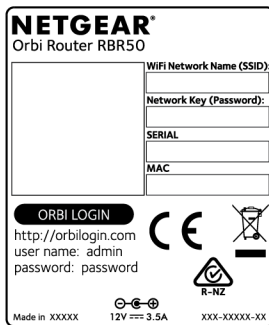 NETGEAR®
Orbi Router RBR50
WiFi Network Name (SSID):
Network Key (Password):
SERIAL
MAC
ORBI LOGIN
http://orbilogin.com
user name: admin
password: password
CE
R-NZ
Made in XXXXX
12V ⎓ 3.5A
XXX-XXXXX-XX